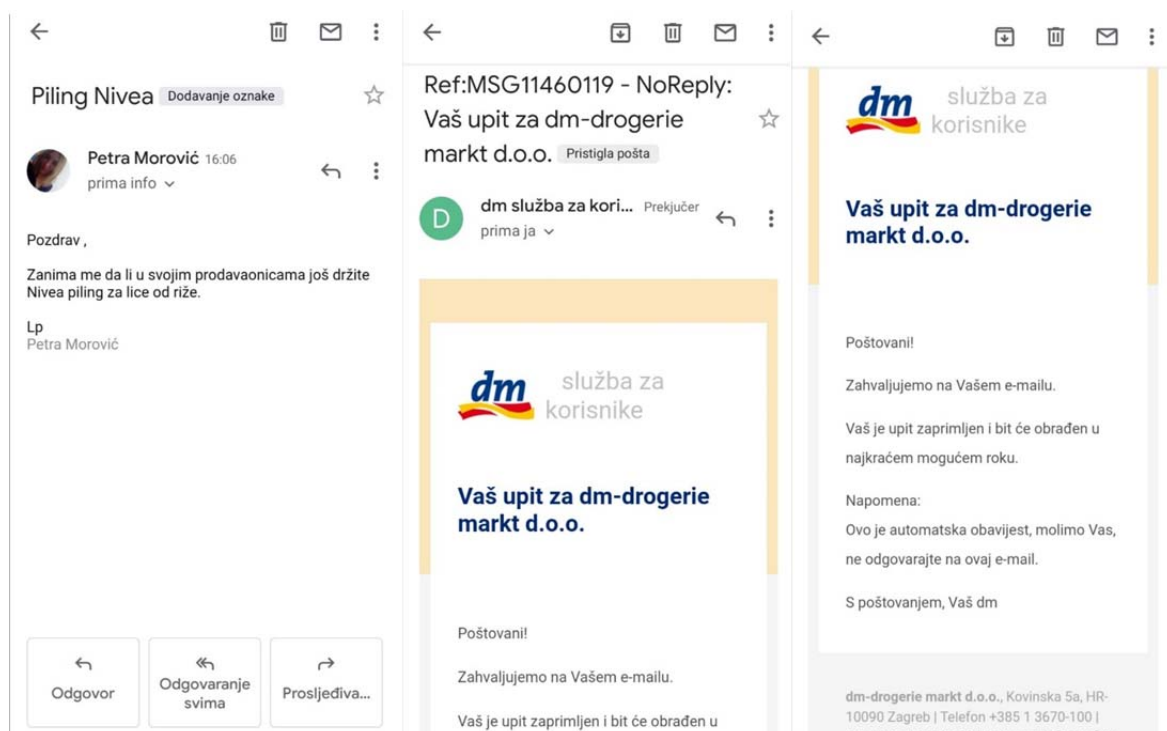 Piling Nivea Dodavanje oznake
Petra Morović 16:06
prima info
Pozdrav ,
Zanima me da li u svojim prodavaonicama još držite
Nivea piling za lice od riže.
Lp
Petra Morović
Odgovor
Odgovaranje
svima
Prosljeđiva...
Ref:MSG11460119 - NoReply:
Vaš upit za dm-drogerie
markt d.o.o. Pristigla pošta
D
dm služba za kori... Prekjučer
prima ja
dm služba za
korisnike
Vaš upit za dm-drogerie
markt d.o.o.
Poštovani!
Zahvaljujemo na Vašem e-mailu.
Vaš je upit zaprimljen i bit će obrađen u
dm služba za
korisnike
Vaš upit za dm-drogerie
markt d.o.o.
Poštovani!
Zahvaljujemo na Vašem e-mailu.
Vaš je upit zaprimljen i bit će obrađen u
najkraćem mogućem roku.
Napomena:
Ovo je automatska obavijest, molimo Vas,
ne odgovarajte na ovaj e-mail.
S poštovanjem, Vaš dm
dm-drogerie markt d.o.o., Kovinska 5a, HR-
10090 Zagreb | Telefon +385 1 3670-100 |